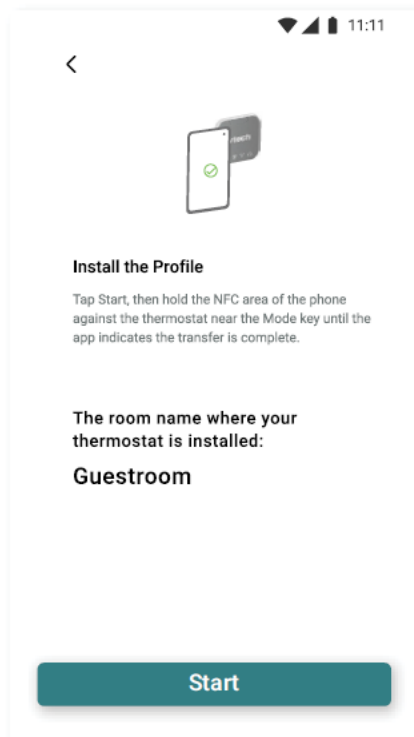 11:11
rtech
Install the Profile
Tap Start, then hold the NFC area of the phone
against the thermostat near the Mode key until the
app indicates the transfer is complete.
The room name where your
thermostat is installed:
Guestroom
Start